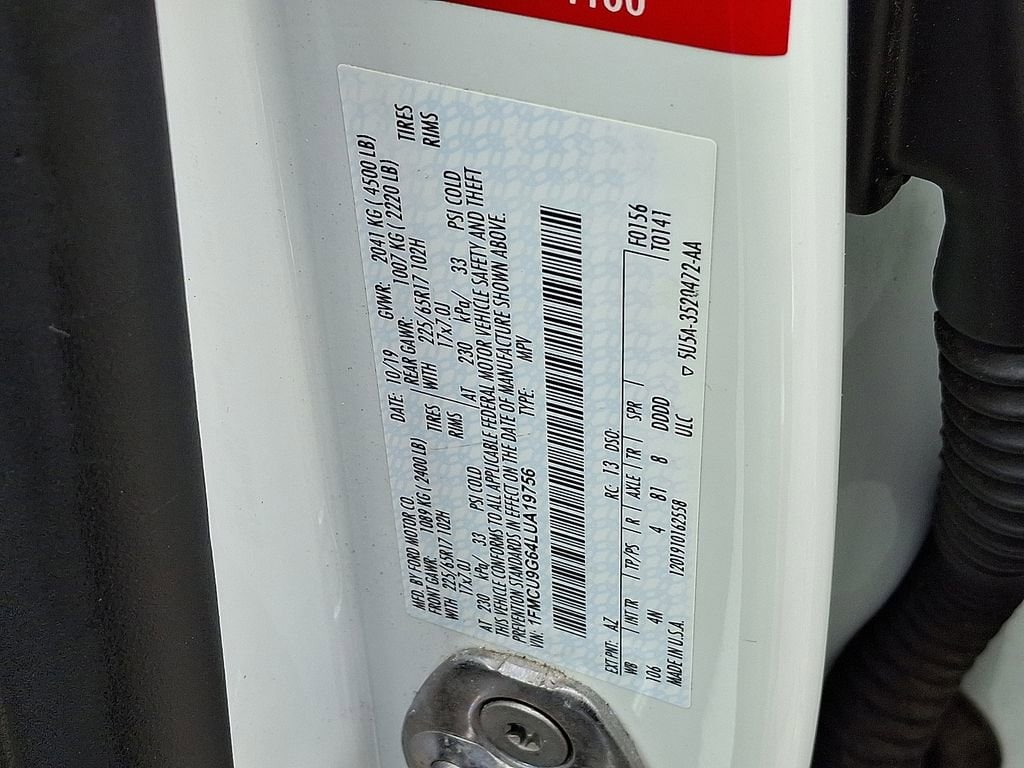 1100
MFD. BY FORD MOTOR CO. DATE: 10/19 GVWR: 2041 KG ( 4500 LB)
FRONT GAWR: 1089 KG (2400 LB) REAR GAWR: 1007 KG ( 2220 LB)
WITH 225/65R17 102H TIRES WITH 225/65R17 102H TIRES
17x7.0J RIMS 17x7.0J RIMS
AT 230 kPa/ 33 PSI COLD AT 230 kPa/ 33 PSI COLD
THIS VEHICLE CONFORMS TO ALL APPLICABLE FEDERAL MOTOR VEHICLE SAFETY AND THEFT
PREVENTION STANDARDS IN EFFECT ON THE DATE OF MANUFACTURE SHOWN ABOVE.
VIN: 1FMCU9G64LUA19756 TYPE: MPV
EXT PNT: AZ RC: 13 DSO: F0156
WB INT TR TP/PS R AXLE TR SPR T0141
106 4N 4 B1 B DDDD
MADE IN U.S.A. 120191016255B ULC ▽ 5U5A-3520472-AA